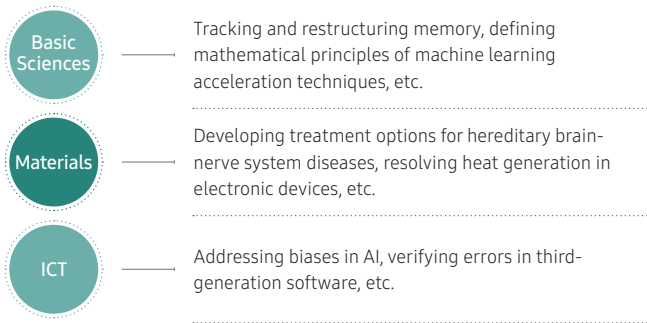 Basic
Sciences
Tracking and restructuring memory, defining
mathematical principles of machine learning
acceleration techniques, etc.
Materials
Developing treatment options for hereditary brain-
nerve system diseases, resolving heat generation in
electronic devices, etc.
ICT
Addressing biases in AI, verifying errors in third-
generation software, etc.